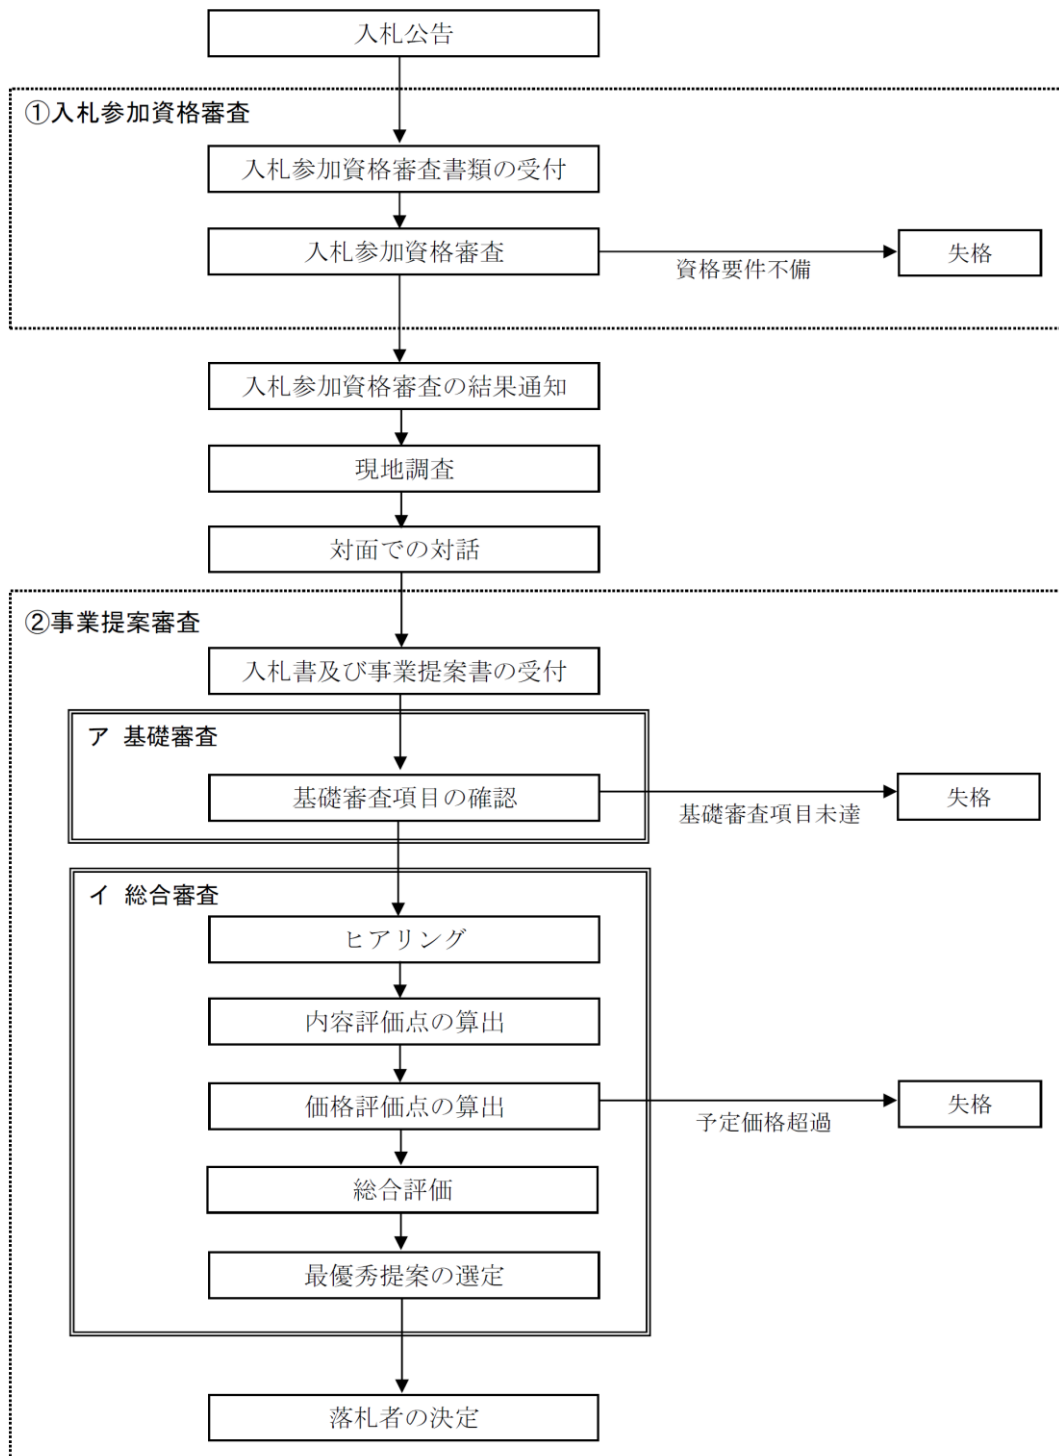 入札公告
①入札参加資格審査
入札参加資格審査書類の受付
入札参加資格審査
資格要件不備
失格
入札参加資格審査の結果通知
現地調査
対面での対話
②事業提案審査
入札書及び事業提案書の受付
ア 基礎審査
基礎審査項目の確認
基礎審査項目未達
失格
イ 総合審査
ヒアリング
内容評価点の算出
価格評価点の算出
予定価格超過
失格
総合評価
最優秀提案の選定
落札者の決定